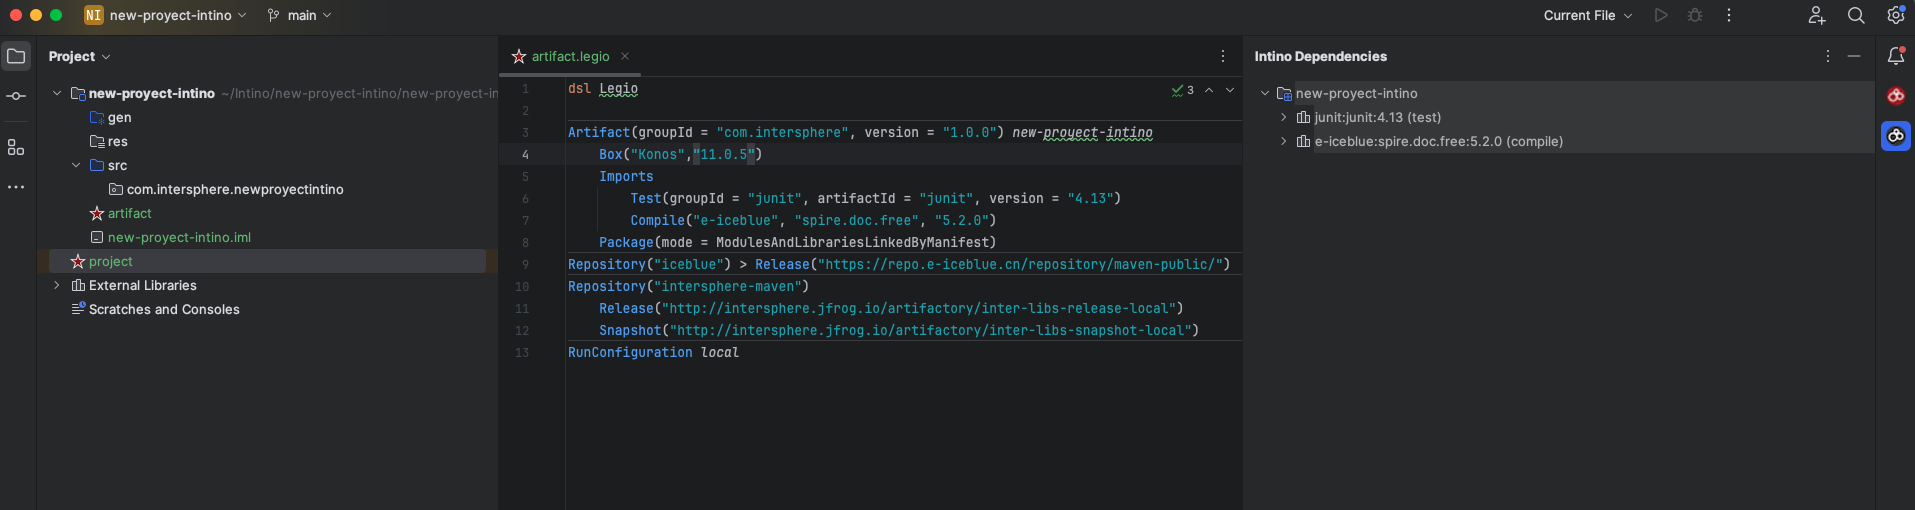 NI new-proyect-intino main Current File
Project
artifact.legio
Intino Dependencies
new-proyect-intino ~/Intino/new-proyect-intino/new-proyect-in
gen
res
src
com.intersphere.newproyectintino
artifact
new-proyect-intino.iml
project
External Libraries
Scratches and Consoles
1 dsl Legio
3
2
3 Artifact(groupId = "com.intersphere", version = "1.0.0") new-proyect-intino
4 Box("Konos","11.0.5")
5 Imports
6 Test(groupId = "junit", artifactId = "junit", version = "4.13")
7 Compile("e-iceblue", "spire.doc.free", "5.2.0")
8 Package(mode = ModulesAndLibrariesLinkedByManifest)
9 Repository("iceblue") > Release("https://repo.e-iceblue.cn/repository/maven-public/")
10 Repository("intersphere-maven")
11 Release("http://intersphere.jfrog.io/artifactory/inter-libs-release-local")
12 Snapshot("http://intersphere.jfrog.io/artifactory/inter-libs-snapshot-local")
13 RunConfiguration local
new-proyect-intino
junit:junit:4.13 (test)
e-iceblue:spire.doc.free:5.2.0 (compile)